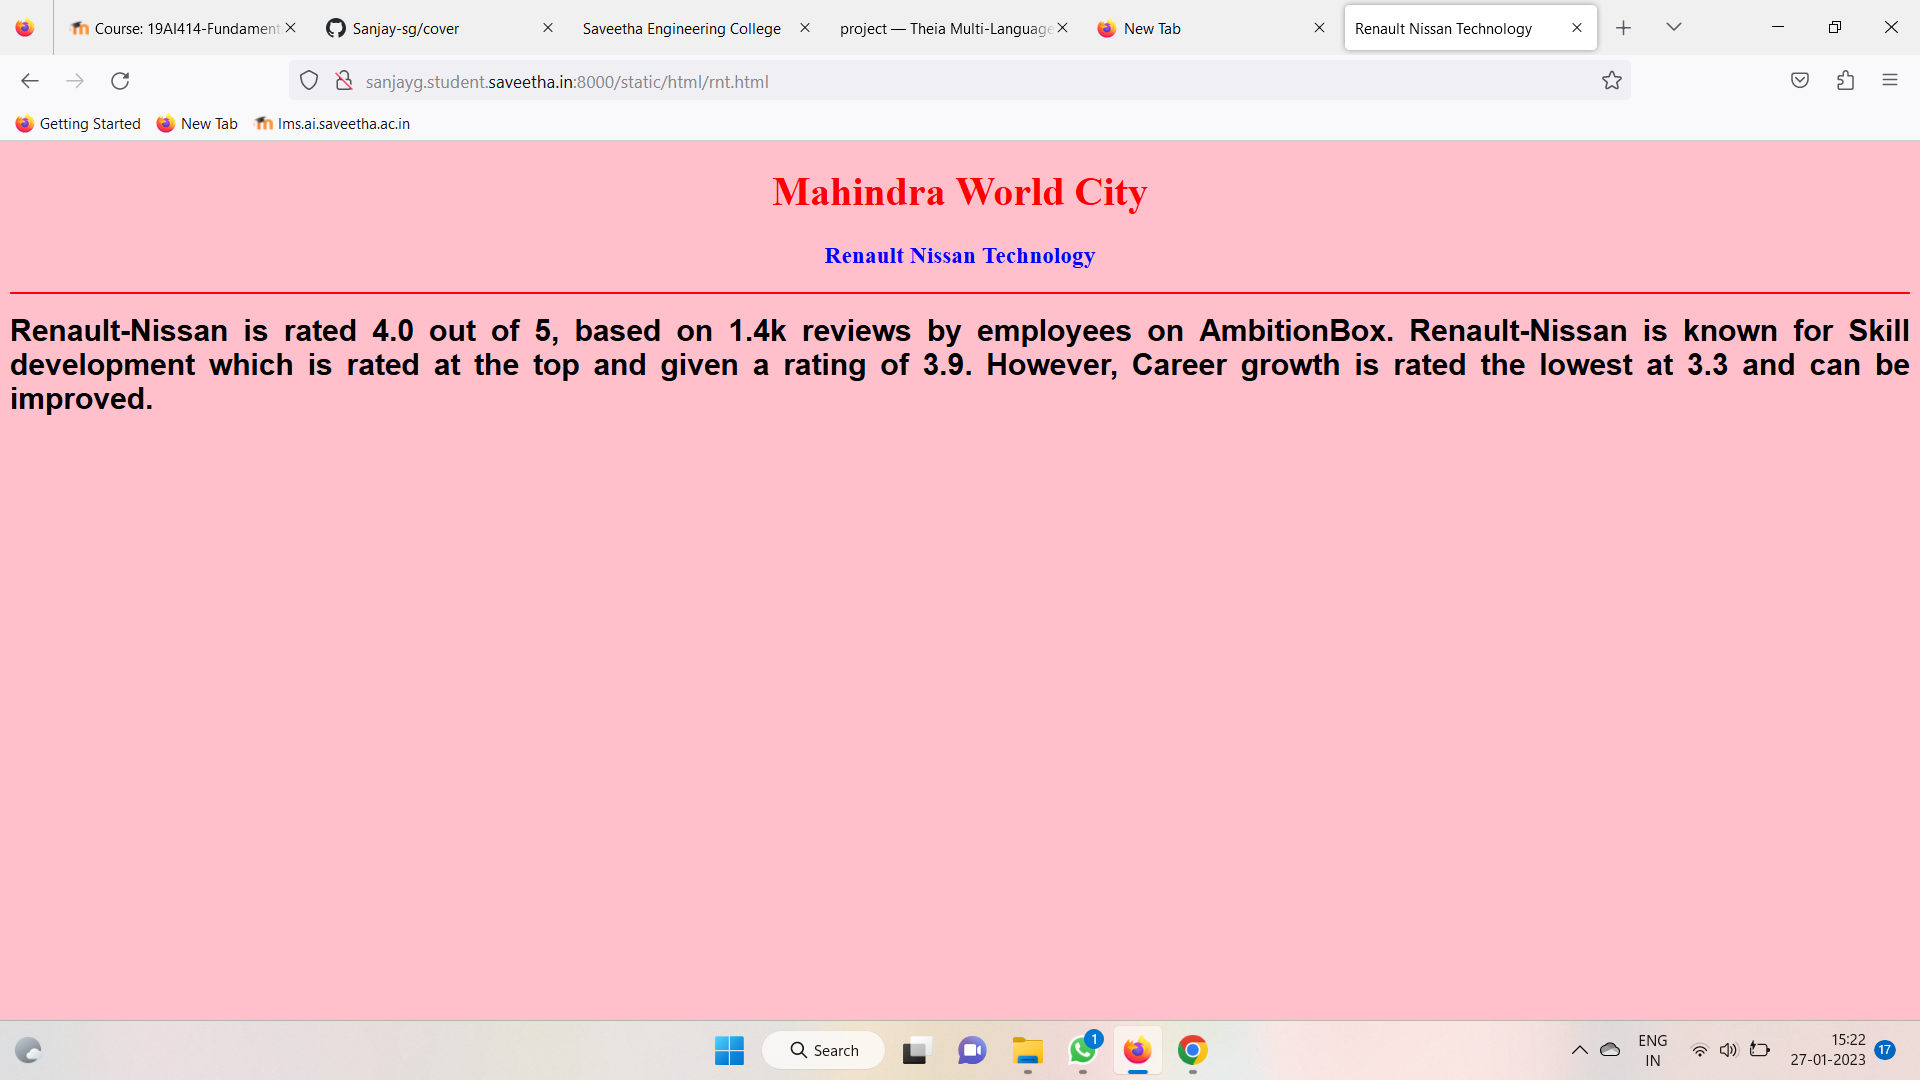 Course: 19AI414-Fundament
Sanjay-sg/cover
Saveetha Engineering College
project — Theia Multi-Language
New Tab
Renault Nissan Technology
sanjayg.student.saveetha.in:8000/static/html/rnt.html
Getting Started
New Tab
lms.ai.saveetha.ac.in
Mahindra World City
Renault Nissan Technology
Renault-Nissan is rated 4.0 out of 5, based on 1.4k reviews by employees on AmbitionBox. Renault-Nissan is known for Skill
development which is rated at the top and given a rating of 3.9. However, Career growth is rated the lowest at 3.3 and can be
improved.
Search
1
ENG
IN
15:22
27-01-2023
17